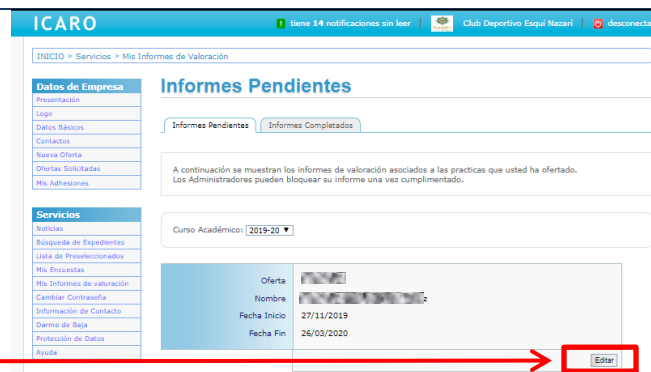 ICARO
tiene 14 notificaciones sin leer
Club Deportivo Esquí Nazarí
desconecta
INICIO > Servicios > Mis Informes de Valoración
Datos de Empresa
Presentación
Logo
Datos Básicos
Contactos
Nueva Oferta
Ofertas Solicitadas
Mis Adhesiones
Servicios
Noticias
Búsqueda de Expedientes
Lista de Preseleccionados
Mis Encuestas
Mis Informes de valoración
Cambiar Contraseña
Información de Contacto
Darme de Baja
Protección de Datos
Ayuda
Informes Pendientes
Informes Pendientes
Informes Completados
A continuación se muestran los informes de valoración asociados a las practicas que usted ha ofertado.
Los Administradores pueden bloquear su informe una vez cumplimentado.
Curso Académico: 2019-20
Oferta
Nombre
Fecha Inicio 27/11/2019
Fecha Fin 26/03/2020
Editar